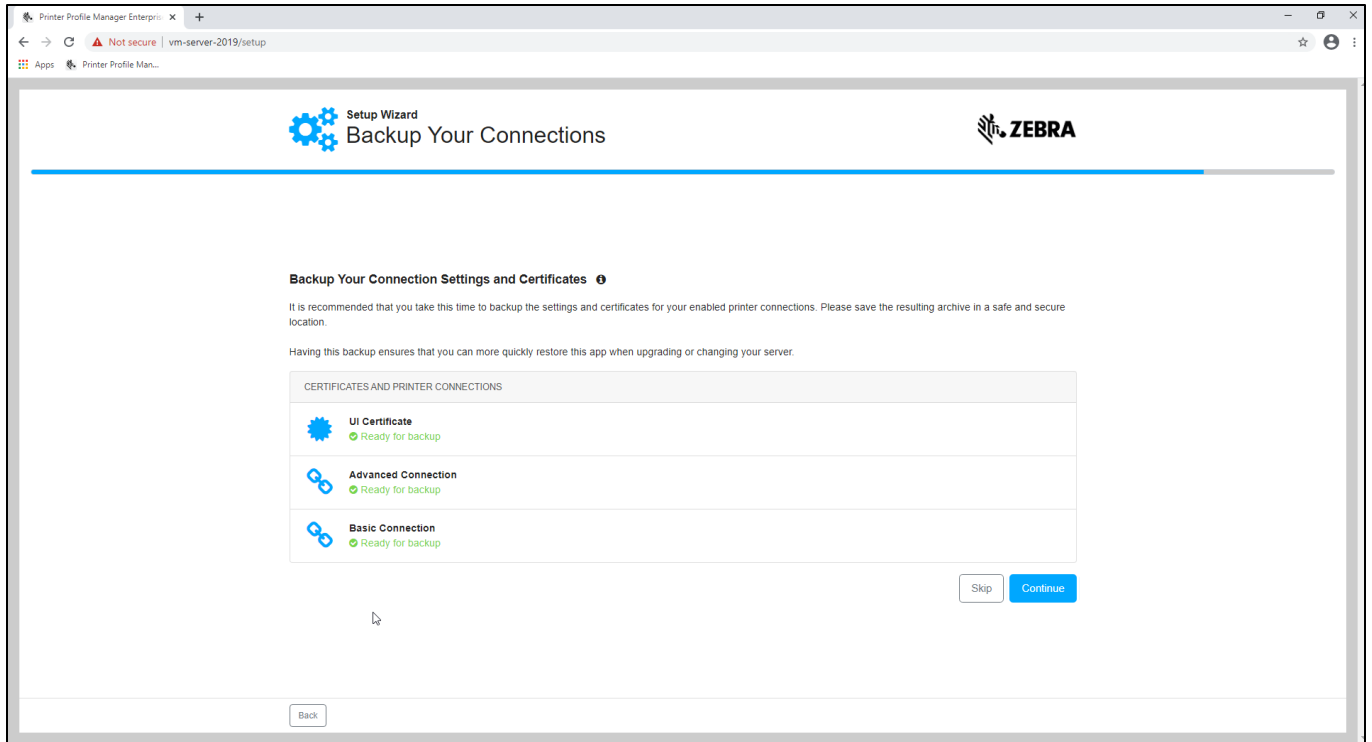 Printer Profile Manager Enterpris
Not secure | vm-server-2019/setup
Apps Printer Profile Man...
Setup Wizard
Backup Your Connections
ZEBRA
Backup Your Connection Settings and Certificates
It is recommended that you take this time to backup the settings and certificates for your enabled printer connections. Please save the resulting archive in a safe and secure
location.
Having this backup ensures that you can more quickly restore this app when upgrading or changing your server.
CERTIFICATES AND PRINTER CONNECTIONS
UI Certificate
Ready for backup
Advanced Connection
Ready for backup
Basic Connection
Ready for backup
Skip Continue
Back